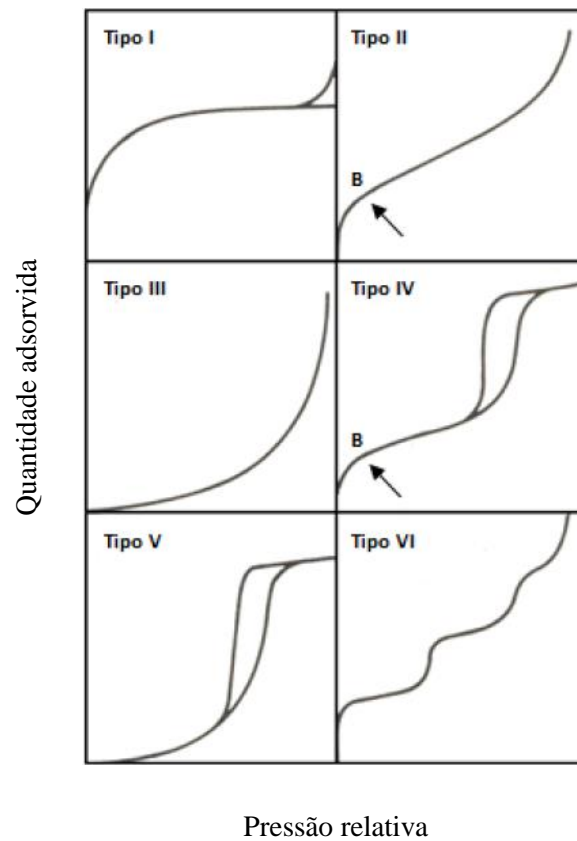 Tipo I
Tipo II
B
Tipo III
Tipo IV
B
Tipo V
Tipo VI
Quantidade adsorvida
Pressão relativa